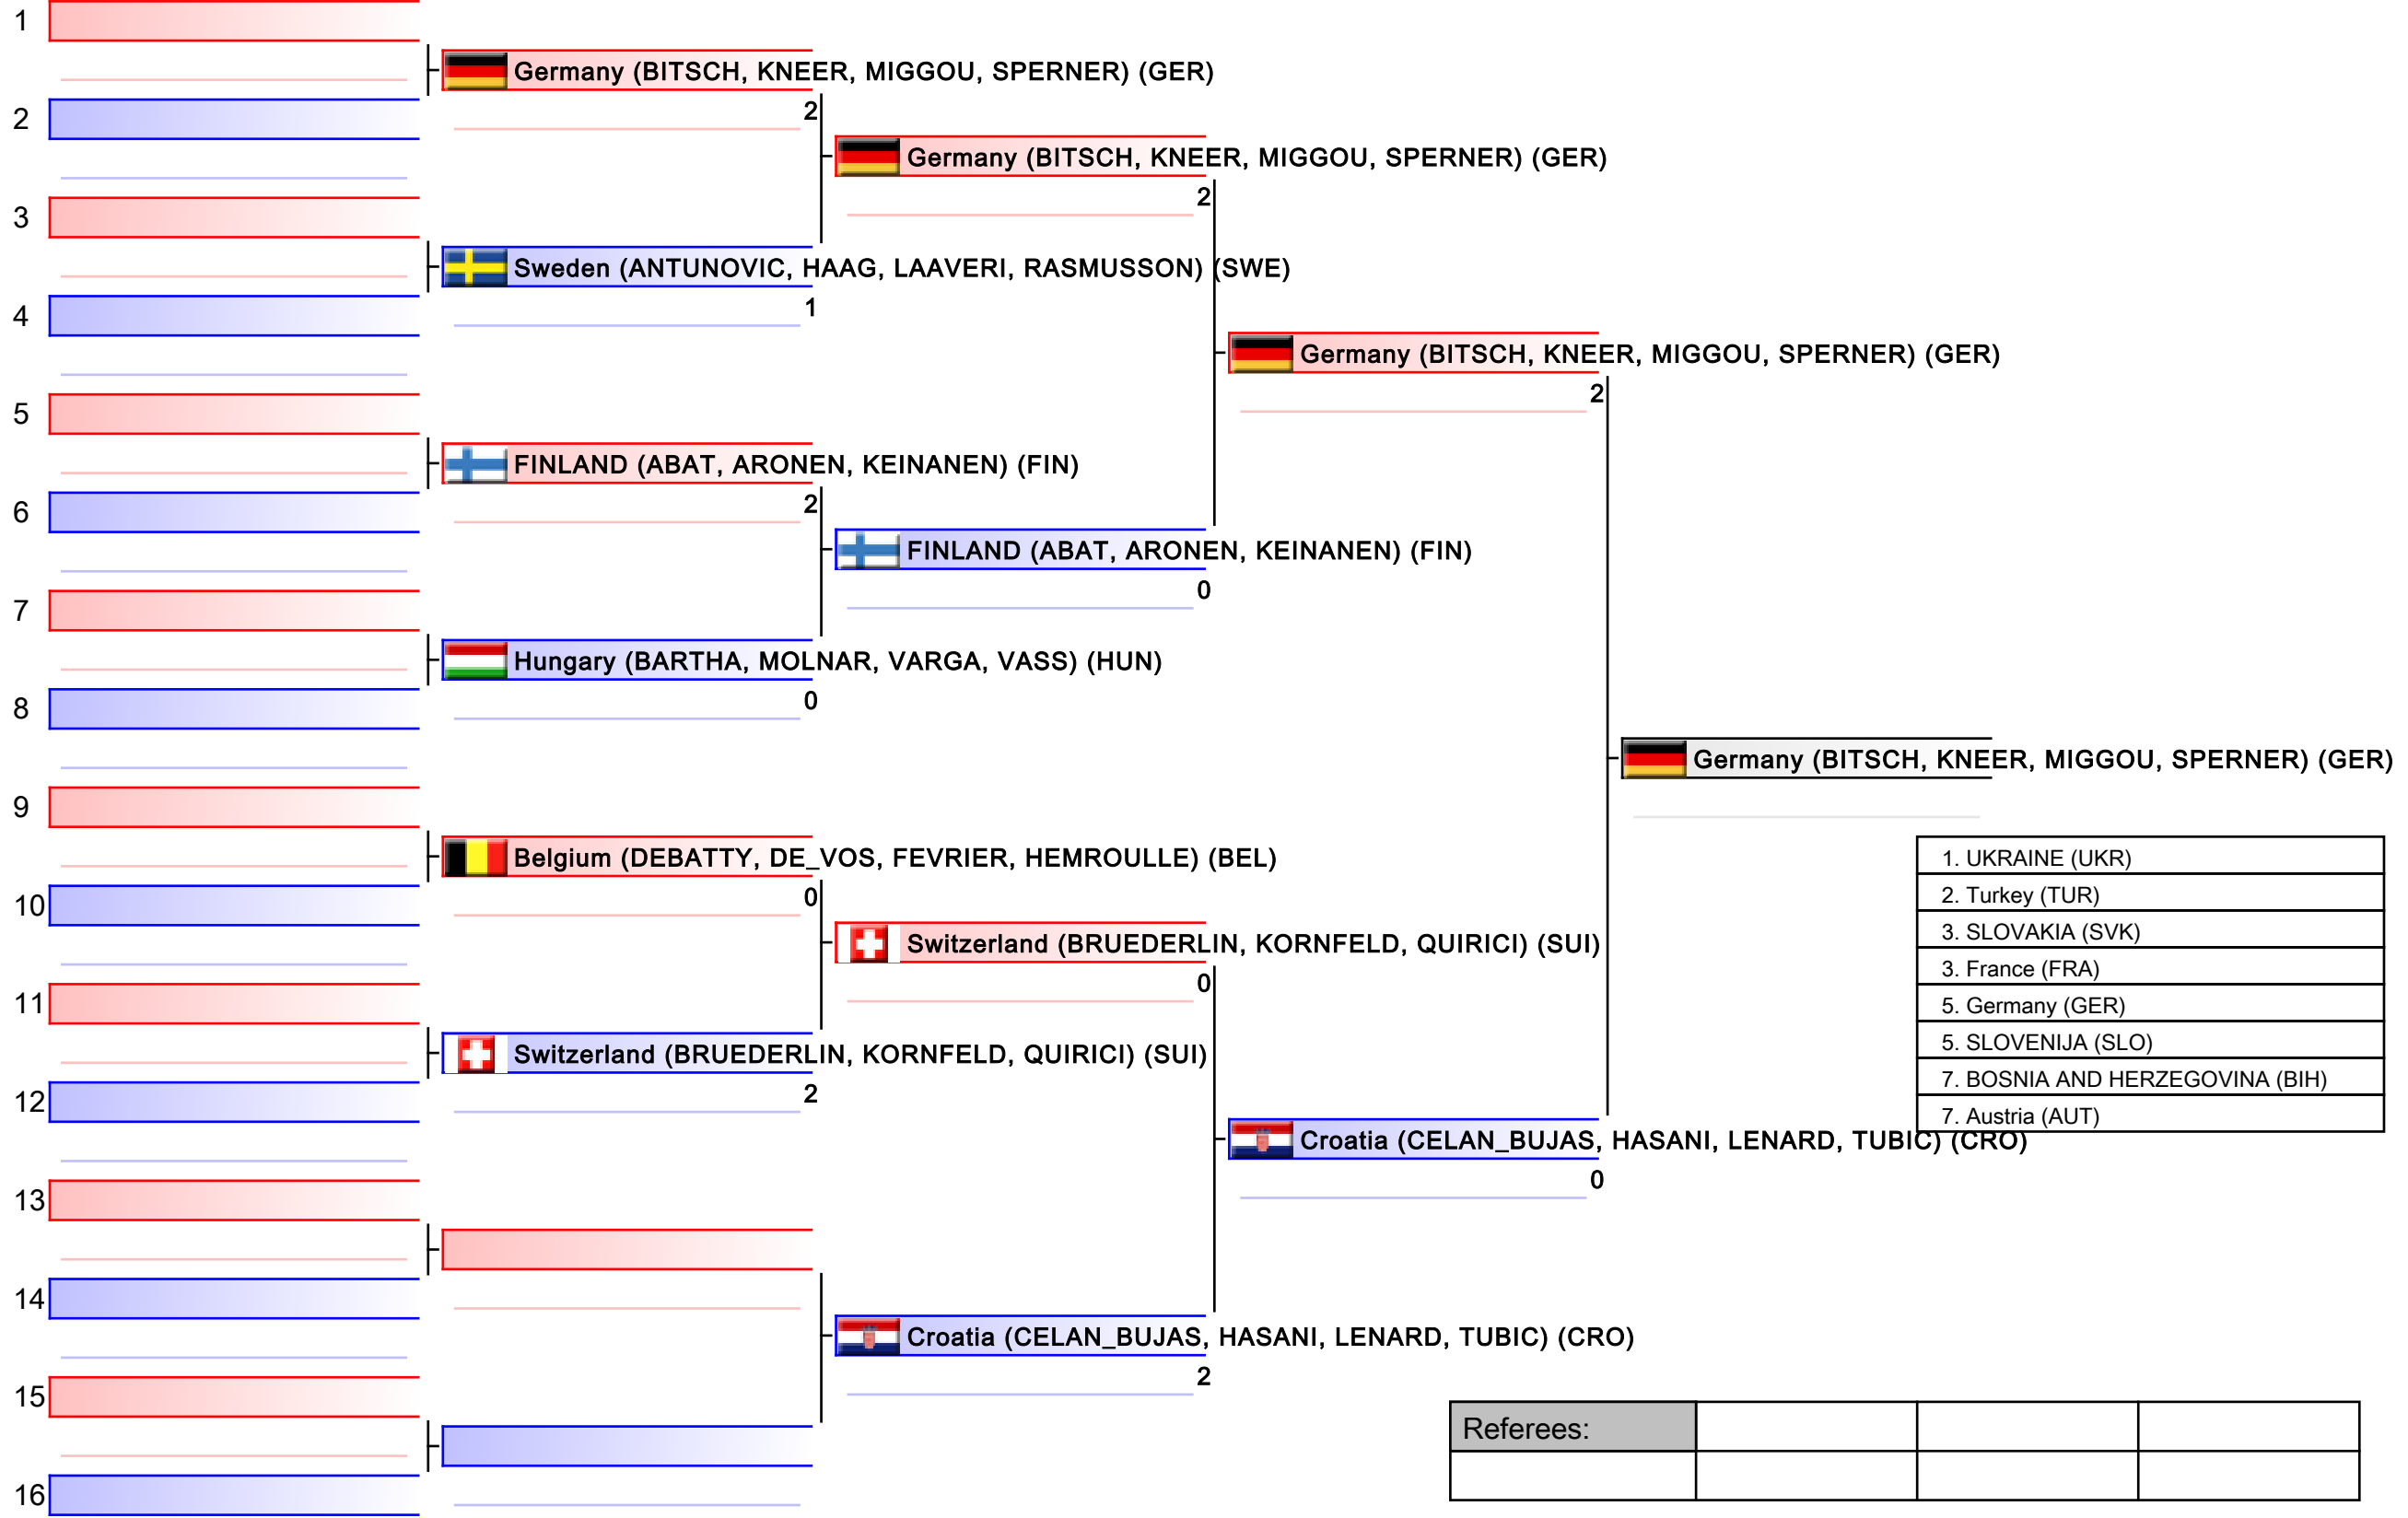 1
Germany (BITSCH, KNEER, MIGGOU, SPERNER) (GER)
2
2
Germany (BITSCH, KNEER, MIGGOU, SPERNER) (GER)
2
3
Sweden (ANTUNOVIC, HAAG, LAAVERI, RASMUSSON) (SWE)
1
4
Germany (BITSCH, KNEER, MIGGOU, SPERNER) (GER)
2
5
FINLAND (ABAT, ARONEN, KEINANEN) (FIN)
2
6
FINLAND (ABAT, ARONEN, KEINANEN) (FIN)
0
7
Hungary (BARTHA, MOLNAR, VARGA, VASS) (HUN)
0
8
Germany (BITSCH, KNEER, MIGGOU, SPERNER) (GER)
9
Belgium (DEBATTY, DE_VOS, FEVRIER, HEMROULLE) (BEL)
0
10
Switzerland (BRUEDERLIN, KORNFELD, QUIRICI) (SUI)
0
11
Switzerland (BRUEDERLIN, KORNFELD, QUIRICI) (SUI)
2
12
Croatia (CELAN_BUJAS, HASANI, LENARD, TUBIC) (CRO)
0
13
14
Croatia (CELAN_BUJAS, HASANI, LENARD, TUBIC) (CRO)
2
15
16
1. UKRAINE (UKR)
2. Turkey (TUR)
3. SLOVAKIA (SVK)
3. France (FRA)
5. Germany (GER)
5. SLOVENIJA (SLO)
7. BOSNIA AND HERZEGOVINA (BIH)
7. Austria (AUT)
Referees: